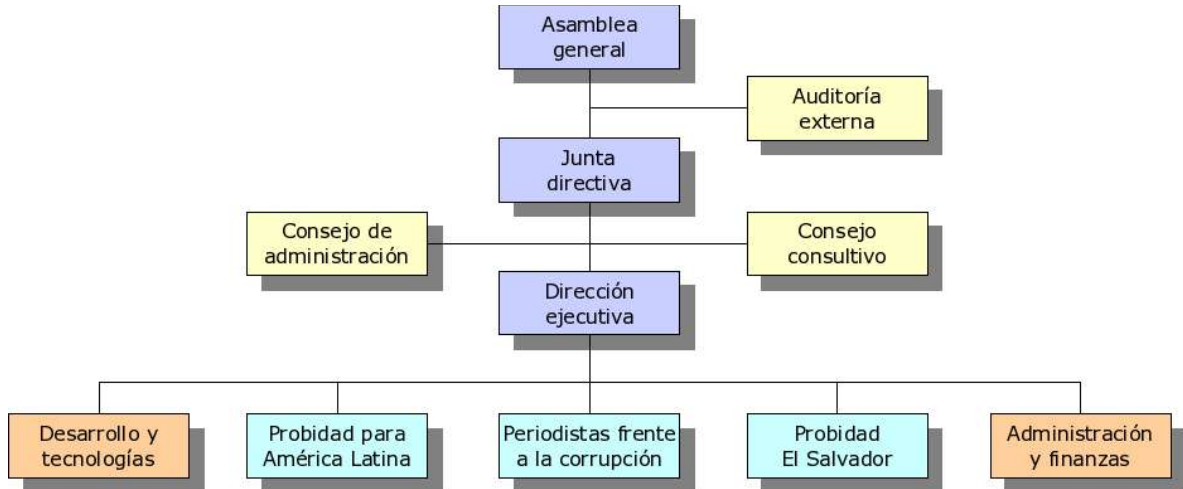 Asamblea
general
Auditoría
externa
Junta
directiva
Consejo de
administración
Consejo
consultivo
Dirección
ejecutiva
Desarrollo y
tecnologías
Probidad para
América Latina
Periodistas frente
a la corrupción
Probidad
El Salvador
Administración
y finanzas